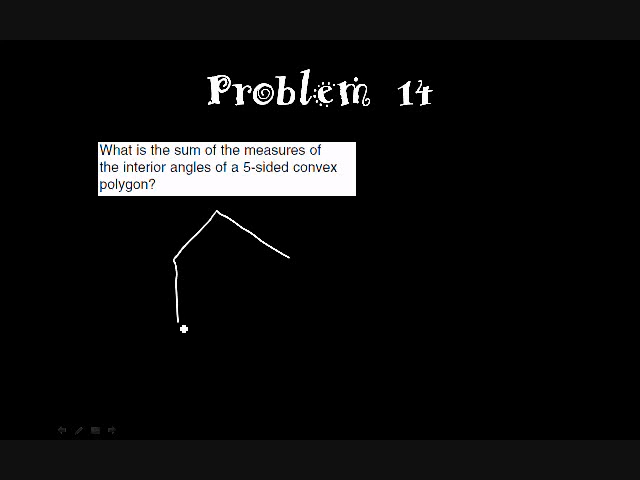 Problem 14
What is the sum of the measures of
the interior angles of a 5-sided convex
polygon?